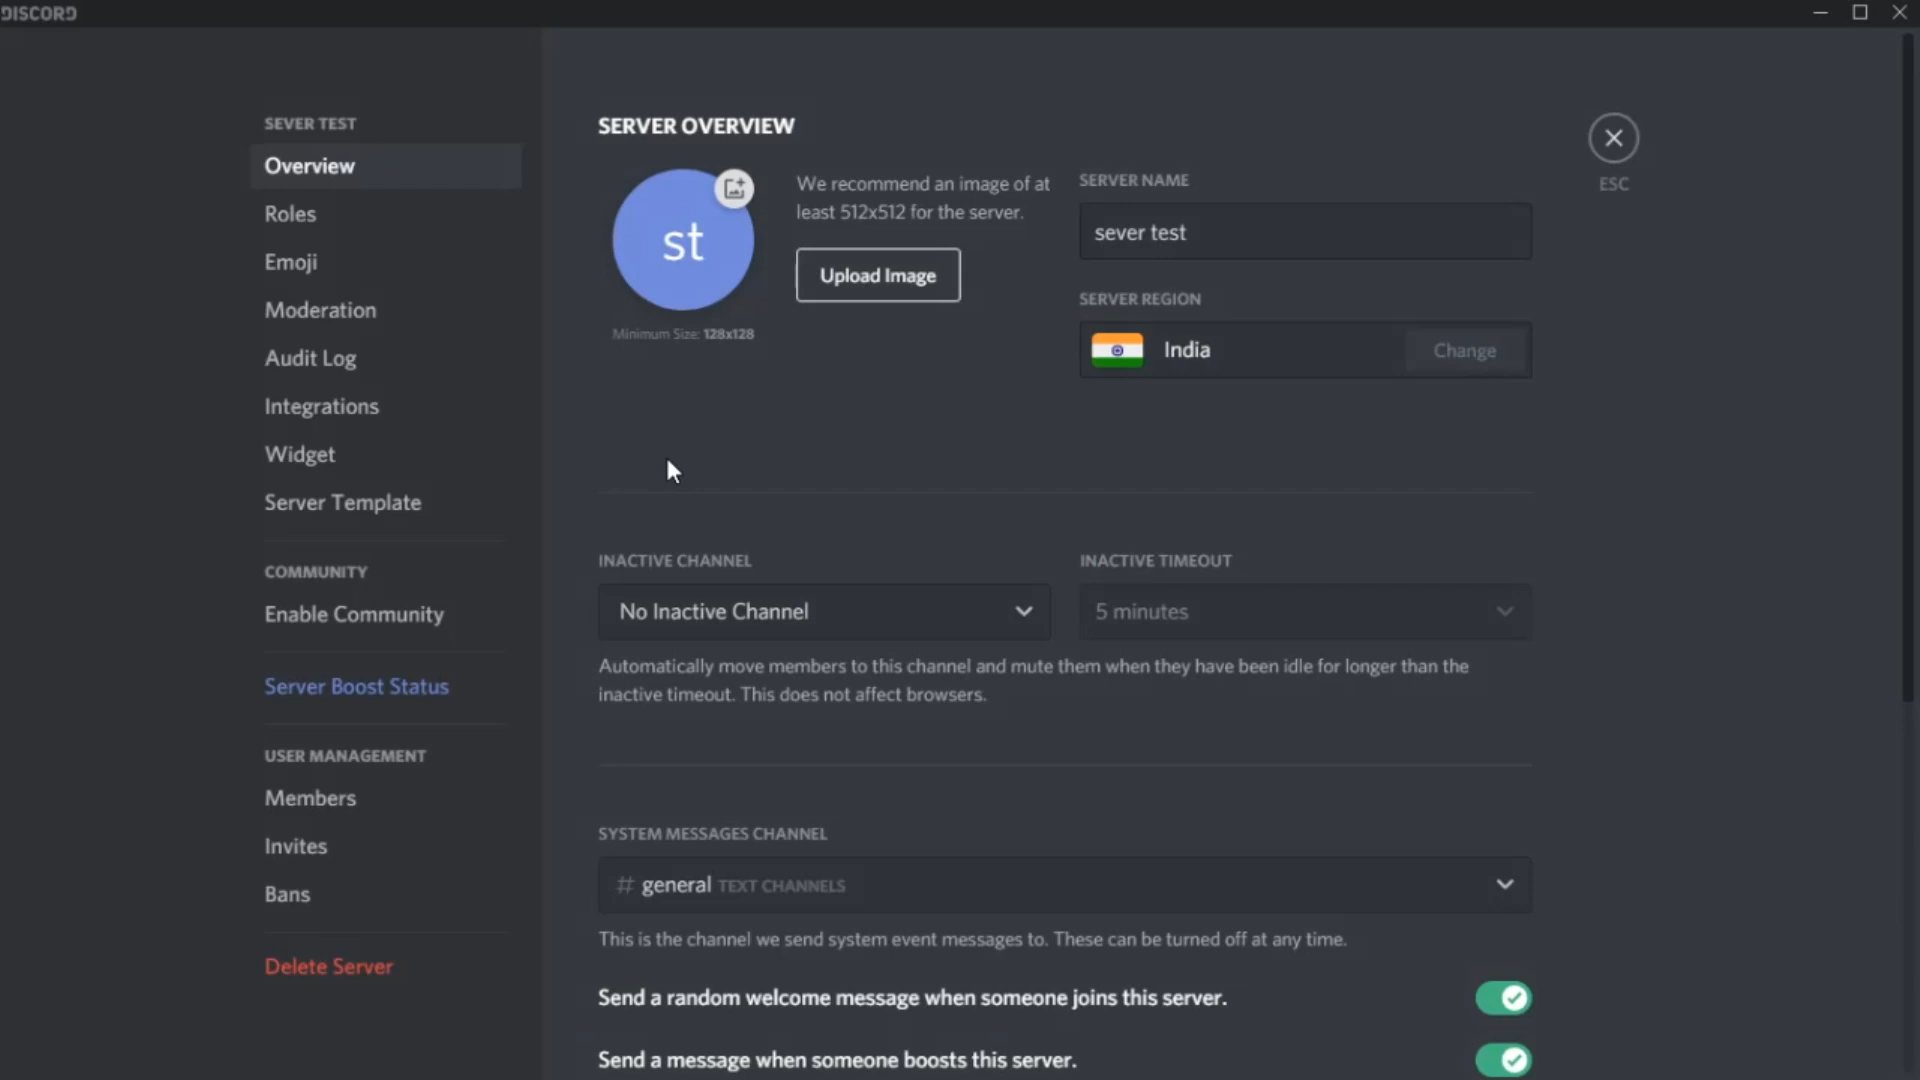 DISCORD
SEVER TEST
Overview
Roles
Emoji
Moderation
Audit Log
Integrations
Widget
Server Template
COMMUNITY
Enable Community
Server Boost Status
USER MANAGEMENT
Members
Invites
Bans
Delete Server
SERVER OVERVIEW
st
Minimum Size: 128x128
We recommend an image of at
least 512x512 for the server.
Upload Image
SERVER NAME
sever test
SERVER REGION
India
Change
ESC
INACTIVE CHANNEL
No Inactive Channel
INACTIVE TIMEOUT
5 minutes
Automatically move members to this channel and mute them when they have been idle for longer than the
inactive timeout. This does not affect browsers.
SYSTEM MESSAGES CHANNEL
# general TEXT CHANNELS
This is the channel we send system event messages to. These can be turned off at any time.
Send a random welcome message when someone joins this server.
Send a message when someone boosts this server.